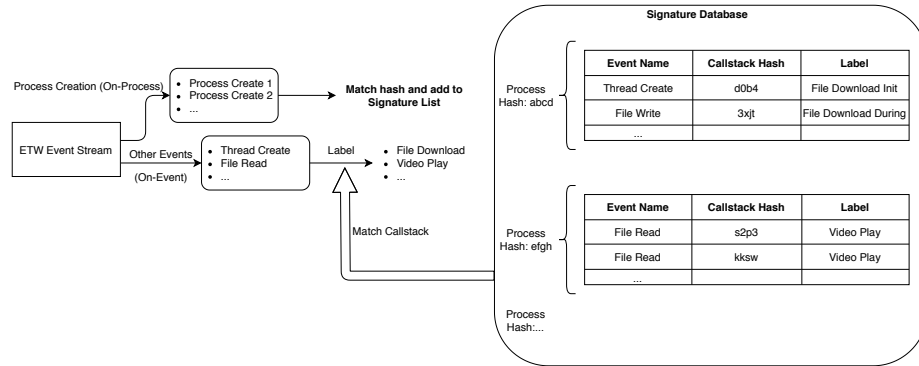 Signature Database
Process Creation (On-Process)
• Process Create 1
• Process Create 2
• ...
Match hash and add to
Signature List
ETW Event Stream
Other Events
(On-Event)
• Thread Create
• File Read
• ...
Label
• File Download
• Video Play
• ...
Match Callstack
Process
Hash: abcd
Event Name Callstack Hash Label
Thread Create d0b4 File Download Init
File Write 3xjt File Download During
...
Process
Hash: efgh
Event Name Callstack Hash Label
File Read s2p3 Video Play
File Read kksw Video Play
...
Process
Hash:...